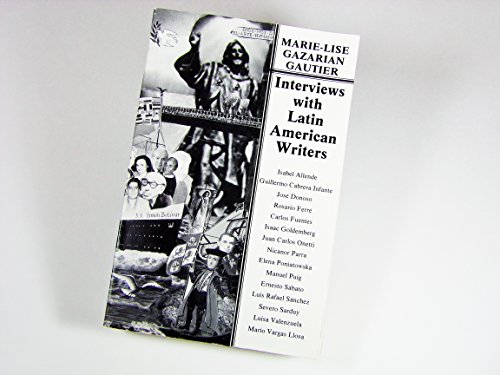 MARIE-LISE
GAZARIAN
GAUTIER
Interviews
with
Latin
American
Writers
Isabel Allende
Guillermo Cabrera Infante
José Donoso
Rosario Ferré
Carlos Fuentes
Isaac Goldemberg
Juan Carlos Onetti
Nicanor Parra
Elena Poniatowska
Manuel Puig
Ernesto Sabato
Luis Rafael Sánchez
Severo Sarduy
Luisa Valenzuela
Mario Vargas Llosa
S.S. Simón Bolívar